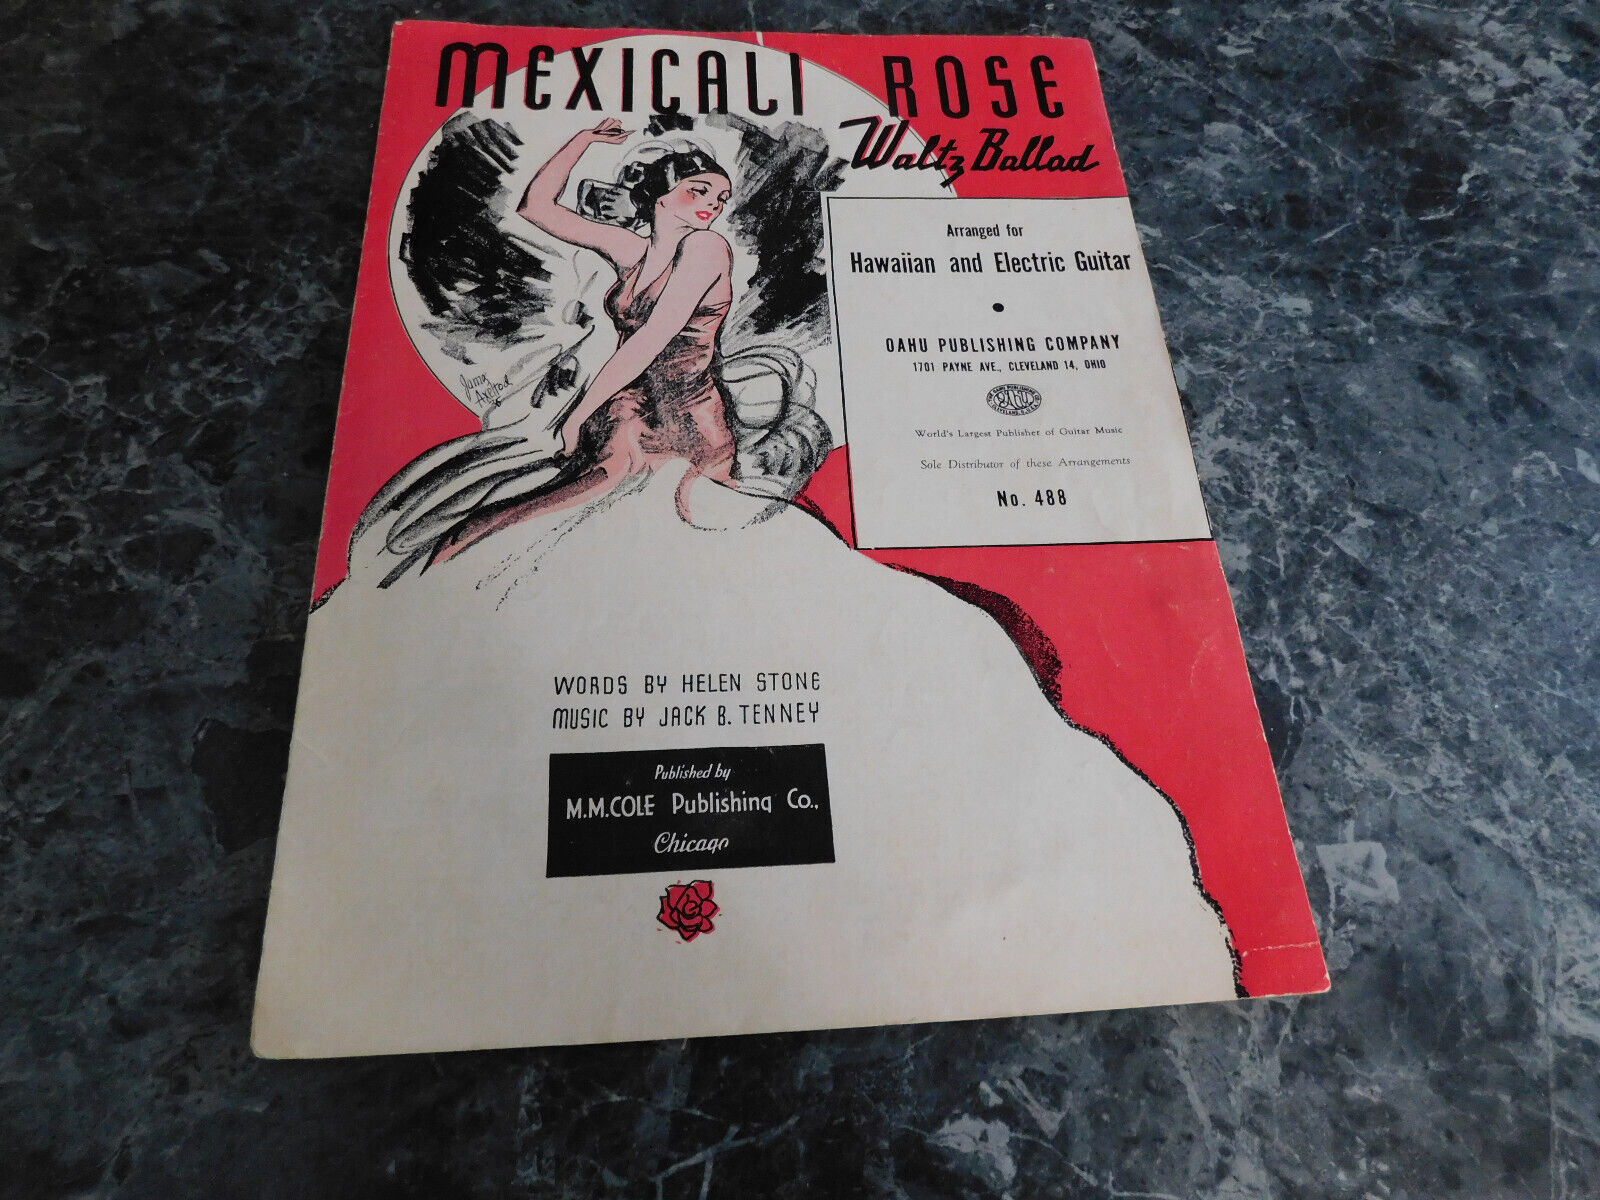 MEXICALI ROSE
Waltz Ballad
Arranged for
Hawaiian and Electric Guitar
OAHU PUBLISHING COMPANY
1701 PAYNE AVE., CLEVELAND 14, OHIO
OAHU
World's Largest Publisher of Guitar Music
Sole Distributor of these Arrangements
No. 488
WORDS BY HELEN STONE
MUSIC BY JACK B. TENNEY
Published by
M.M.COLE Publishing Co.,
Chicago